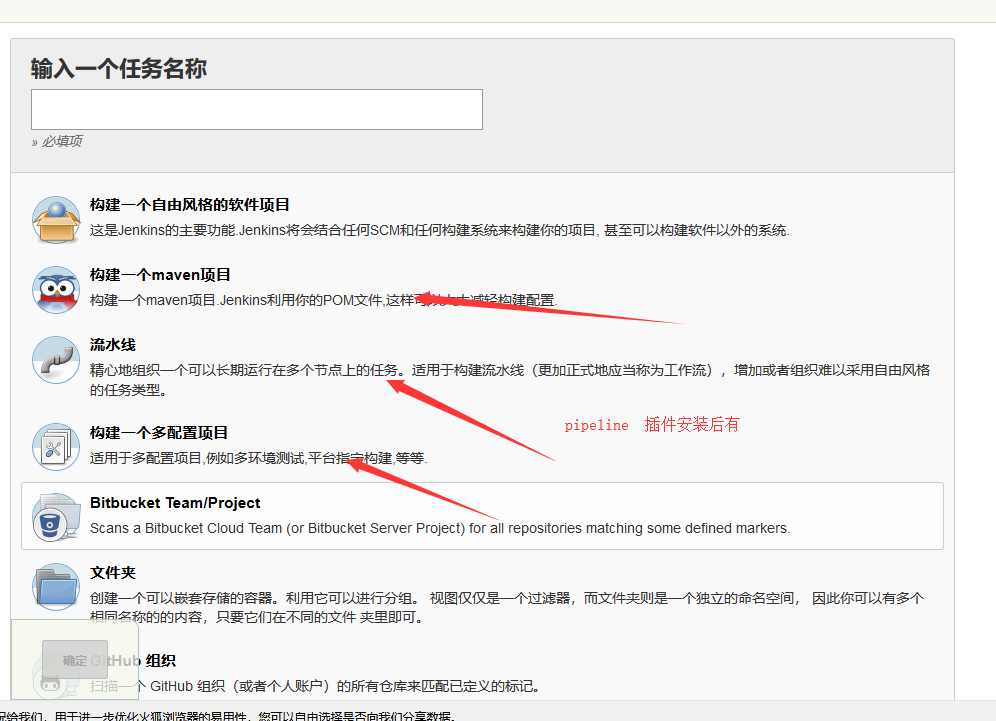 输入一个任务名称
» 必填项
构建一个自由风格的软件项目
这是Jenkins的主要功能.Jenkins将会结合任何SCM和任何构建系统来构建你的项目, 甚至可以构建软件以外的系统.
构建一个maven项目
构建一个maven项目.Jenkins利用你的POM文件,这样可以大大减轻构建配置.
流水线
精心地组织一个可以长期运行在多个节点上的任务。适用于构建流水线（更加正式地应当称为工作流），增加或者组织难以采用自由风格
的任务类型。
pipeline 插件安装后有
构建一个多配置项目
适用于多配置项目,例如多环境测试,平台指定构建,等等.
Bitbucket Team/Project
Scans a Bitbucket Cloud Team (or Bitbucket Server Project) for all repositories matching some defined markers.
文件夹
创建一个可以嵌套存储的容器。利用它可以进行分组。 视图仅仅是一个过滤器，而文件夹则是一个独立的命名空间， 因此你可以有多个
相同名称的的内容，只要它们在不同的文件 夹里即可。
确定
GitHub 组织
扫描一个 GitHub 组织（或者个人账户）的所有仓库来匹配已定义的标记。
况给我们，用于进一步优化火狐浏览器的易用性，您可以自由选择是否向我们分享数据。